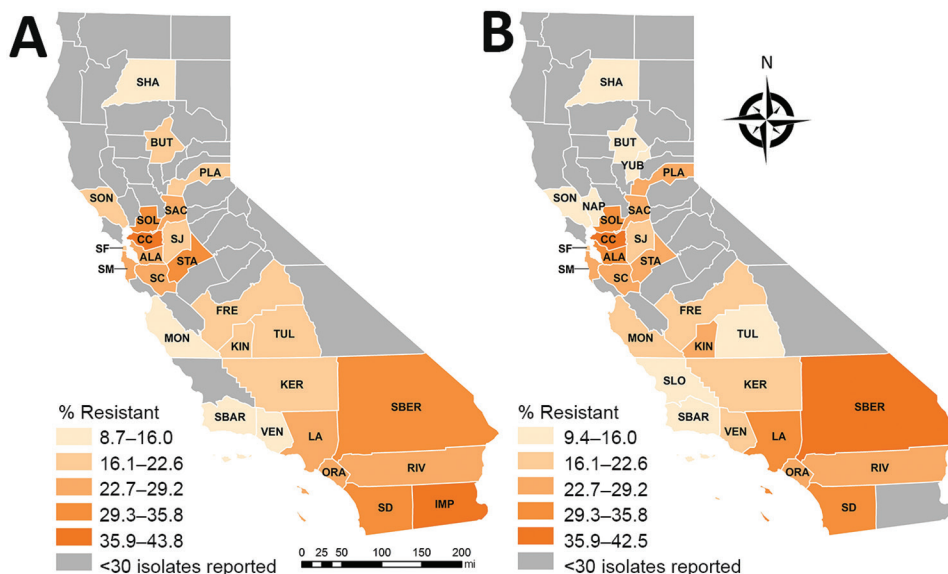 A
SHA
BUT
PLA
SON
SAC
SOL
CC
SJ
SF
ALA
STA
SM
SC
FRE
MON
KIN
TUL
KER
SBER
SBAR
VEN
LA
ORA
RIV
SD
IMP
% Resistant
8.7–16.0
16.1–22.6
22.7–29.2
29.3–35.8
35.9–43.8
<30 isolates reported
0 25 50 100 150 200
mi
B
N
SHA
BUT
YUB
PLA
SON
NAP
SAC
SOL
CC
SJ
SF
ALA
STA
SM
SC
FRE
MON
KIN
TUL
SLO
KER
SBER
SBAR
VEN
LA
ORA
RIV
SD
% Resistant
9.4–16.0
16.1–22.6
22.7–29.2
29.3–35.8
35.9–42.5
<30 isolates reported